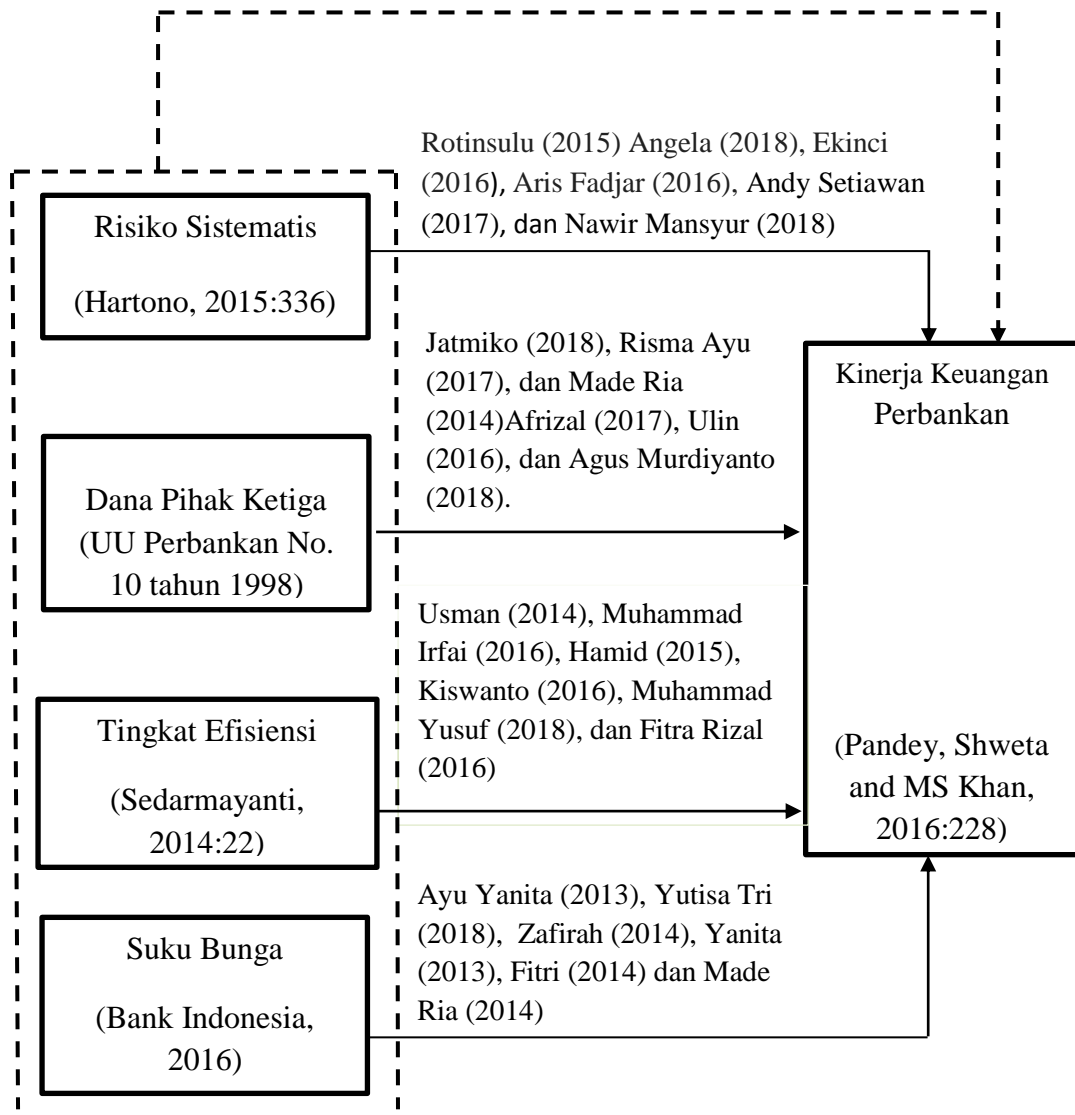 Rotinsulu (2015) Angela (2018), Ekinci
(2016), Aris Fadjar (2016), Andy Setiawan
(2017), dan Nawir Mansyur (2018)
Risiko Sistematis
(Hartono, 2015:336)
Jatmiko (2018), Risma Ayu
(2017), dan Made Ria
(2014)Afrizal (2017), Ulin
(2016), dan Agus Murdiyanto
(2018).
Kinerja Keuangan
Perbankan
(Pandey, Shweta
and MS Khan,
2016:228)
Dana Pihak Ketiga
(UU Perbankan No.
10 tahun 1998)
Usman (2014), Muhammad
Irfai (2016), Hamid (2015),
Kiswanto (2016), Muhammad
Yusuf (2018), dan Fitra Rizal
(2016)
Tingkat Efisiensi
(Sedarmayanti,
2014:22)
Ayu Yanita (2013), Yutisa Tri
(2018),  Zafirah (2014), Yanita
(2013), Fitri (2014) dan Made
Ria (2014)
Suku Bunga
(Bank Indonesia,
2016)